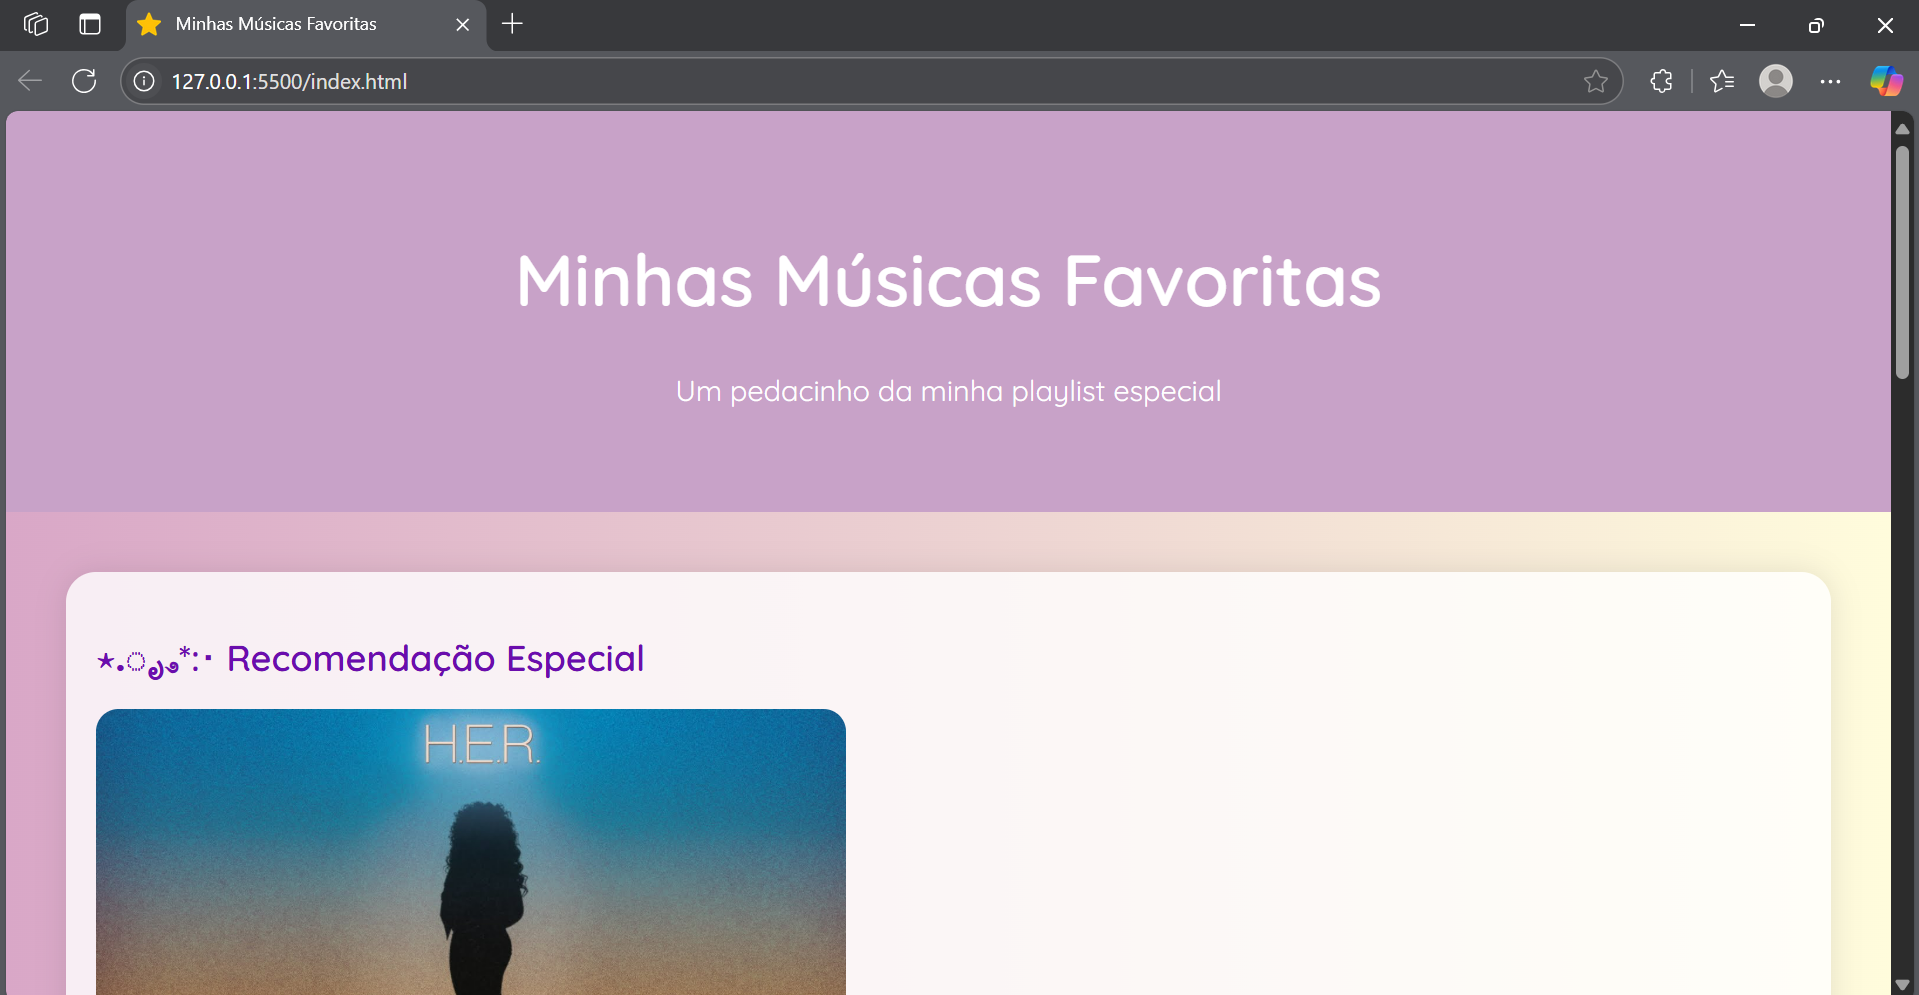 Minhas Músicas Favoritas
127.0.0.1:5500/index.html
Minhas Músicas Favoritas
Um pedacinho da minha playlist especial
⋆.ೃ࿔*:･ Recomendação Especial
H.E.R.